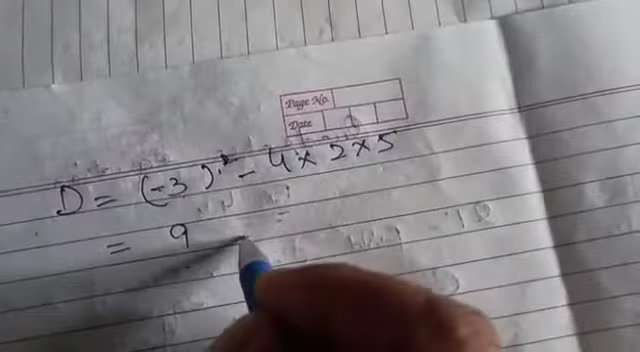 Page No.
Date
D = (-3)² - 4 × 2 × 5
= 9